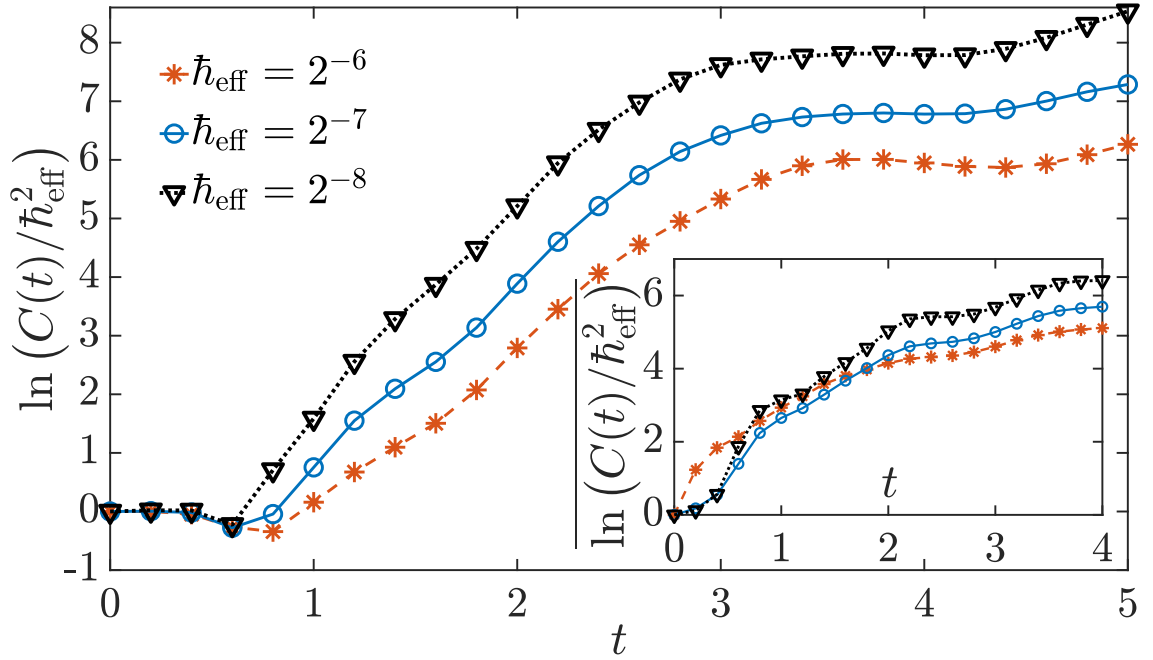 ln (C(t)/ħ²_eff)
8
7
6
5
4
3
2
1
0
-1
ħ_eff = 2⁻⁶
ħ_eff = 2⁻⁷
ħ_eff = 2⁻⁸
0 1 2 3 4 5
t
\overline{ln (C(t)/ħ²_eff)}
6
4
2
0
t
0 1 2 3 4